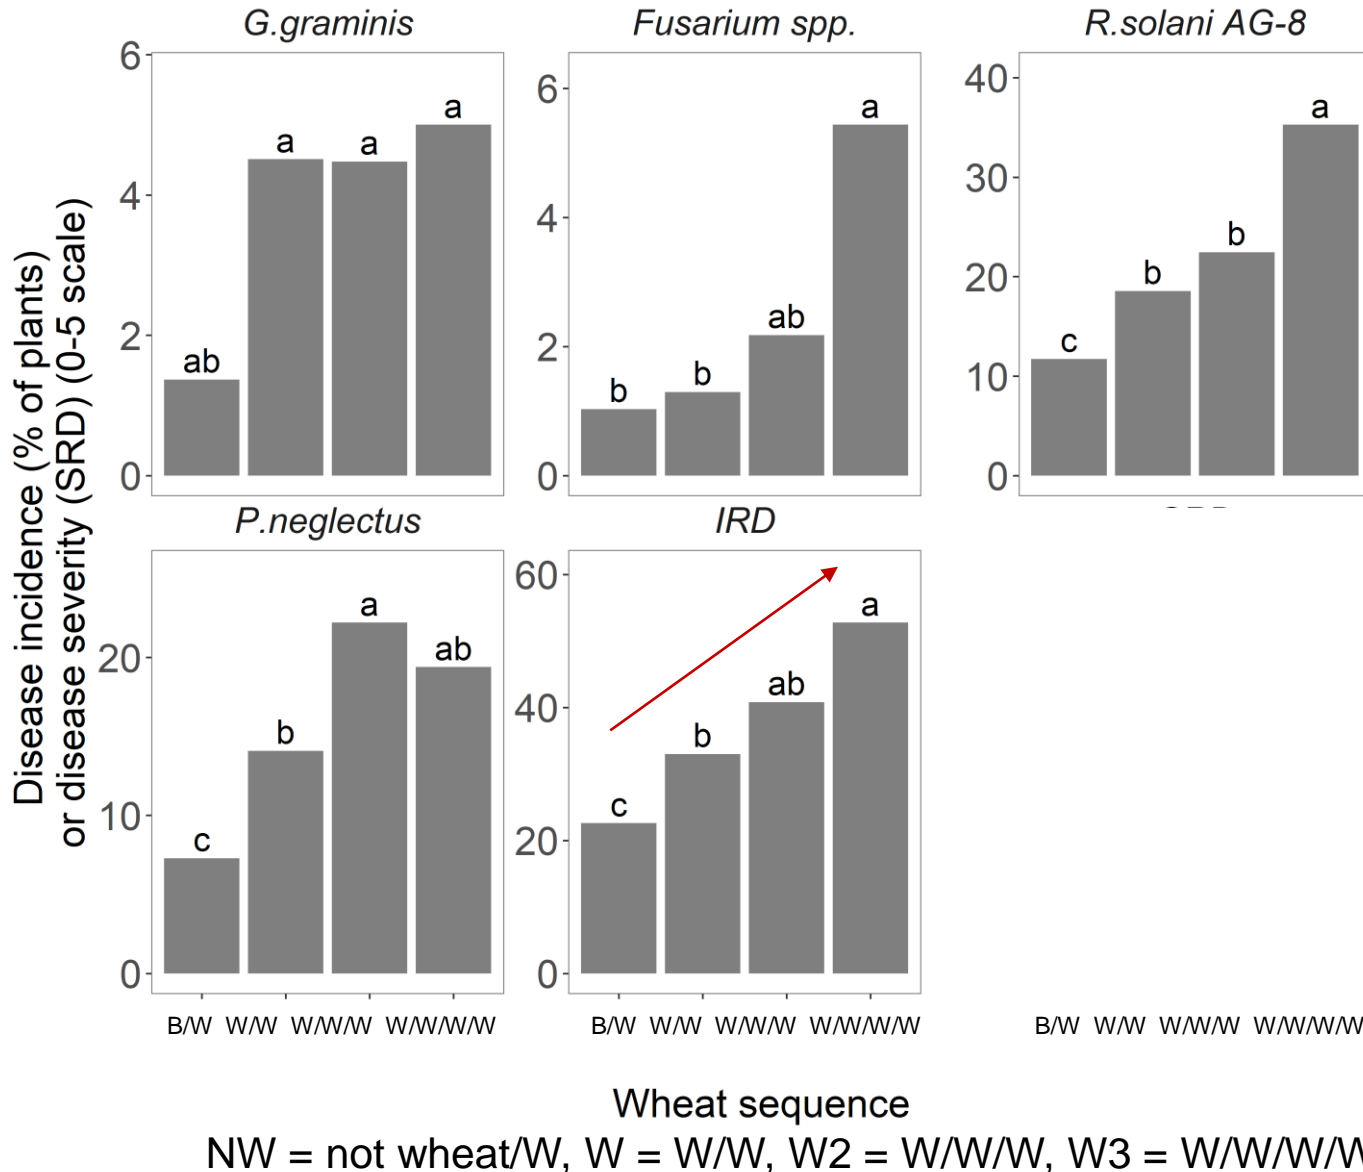 G.graminis
Fusarium spp.
R.solani AG-8
Disease incidence (% of plants)
or disease severity (SRD) (0-5 scale)
6
4
2
0
ab
a
a
a
6
4
2
0
b
b
ab
a
40
30
20
10
0
c
b
b
a
P.neglectus
IRD
20
10
0
c
b
a
ab
60
40
20
0
c
b
ab
a
B/W W/W W/W/W W/W/W/W
B/W W/W W/W/W W/W/W/W
B/W W/W W/W/W W/W/W/W
Wheat sequence
NW = not wheat/W, W = W/W, W2 = W/W/W, W3 = W/W/W/W